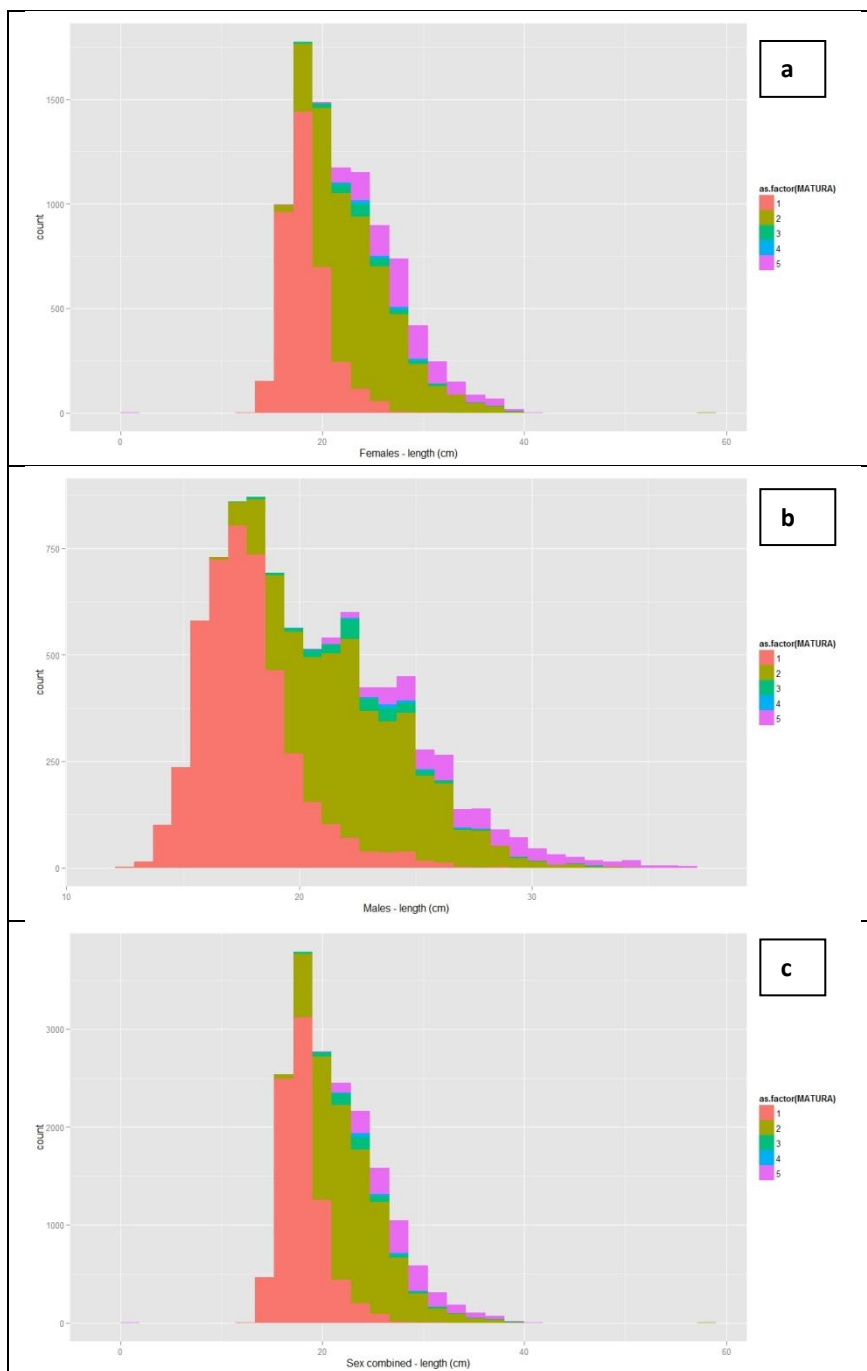 a
1500
1000
500
0
count
0 20 40 60
Females - length (cm)
as.factor(MATURA)
1
2
3
4
5
b
750
500
250
0
count
10 20 30
Males - length (cm)
as.factor(MATURA)
1
2
3
4
5
c
3000
2000
1000
0
count
0 20 40 60
Sex combined - length (cm)
as.factor(MATURA)
1
2
3
4
5